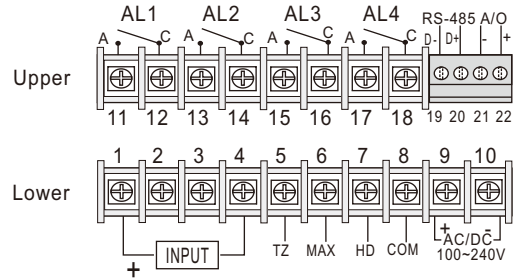 AL1 AL2 AL3 AL4 RS-485 A/O
A C A C A C A C D- D+ - +
Upper
11 12 13 14 15 16 17 18 19 20 21 22
1 2 3 4 5 6 7 8 9 10
Lower
+ INPUT TZ MAX HD COM + AC/DC -
100~240V